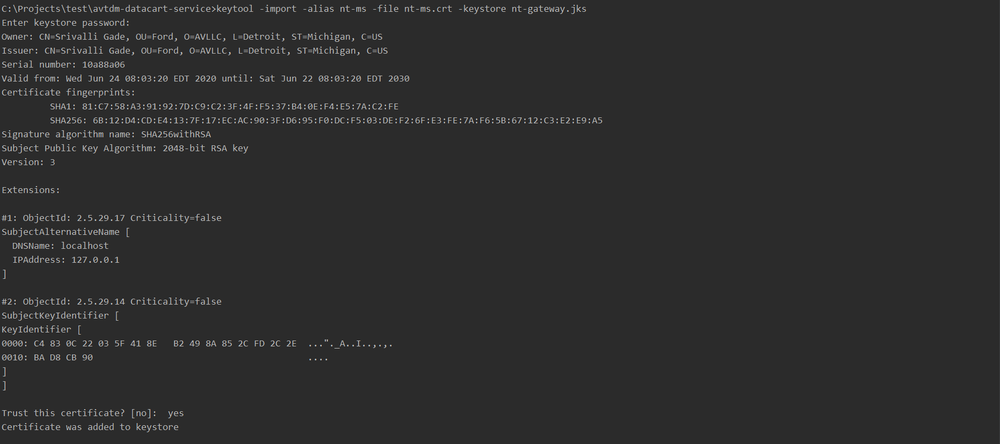 C:\Projects\test\avtdm-datacart-service>keytool -import -alias nt-ms -file nt-ms.crt -keystore nt-gateway.jks
Enter keystore password:
Owner: CN=Srivalli Gade, OU=Ford, O=AVLLC, L=Detroit, ST=Michigan, C=US
Issuer: CN=Srivalli Gade, OU=Ford, O=AVLLC, L=Detroit, ST=Michigan, C=US
Serial number: 10a88a06
Valid from: Wed Jun 24 08:03:20 EDT 2020 until: Sat Jun 22 08:03:20 EDT 2030
Certificate fingerprints:
         SHA1: 81:C7:58:A3:91:92:7D:C9:C2:3F:4F:F5:37:B4:0E:F4:E5:7A:C2:FE
         SHA256: 6B:12:D4:CD:E4:13:7F:17:EC:AC:90:3F:D6:95:F0:DC:F5:03:DE:F2:6F:E3:FE:7A:F6:5B:67:12:C3:E2:E9:A5
Signature algorithm name: SHA256withRSA
Subject Public Key Algorithm: 2048-bit RSA key
Version: 3
Extensions:
#1: ObjectId: 2.5.29.17 Criticality=false
SubjectAlternativeName [
  DNSName: localhost
  IPAddress: 127.0.0.1
]
#2: ObjectId: 2.5.29.14 Criticality=false
SubjectKeyIdentifier [
KeyIdentifier [
0000: C4 83 0C 22 03 5F 41 8E   B2 49 8A 85 2C FD 2C 2E  ..."._A..I..,.,.
0010: BA D8 CB 90                                        ....
]
]
Trust this certificate? [no]:  yes
Certificate was added to keystore